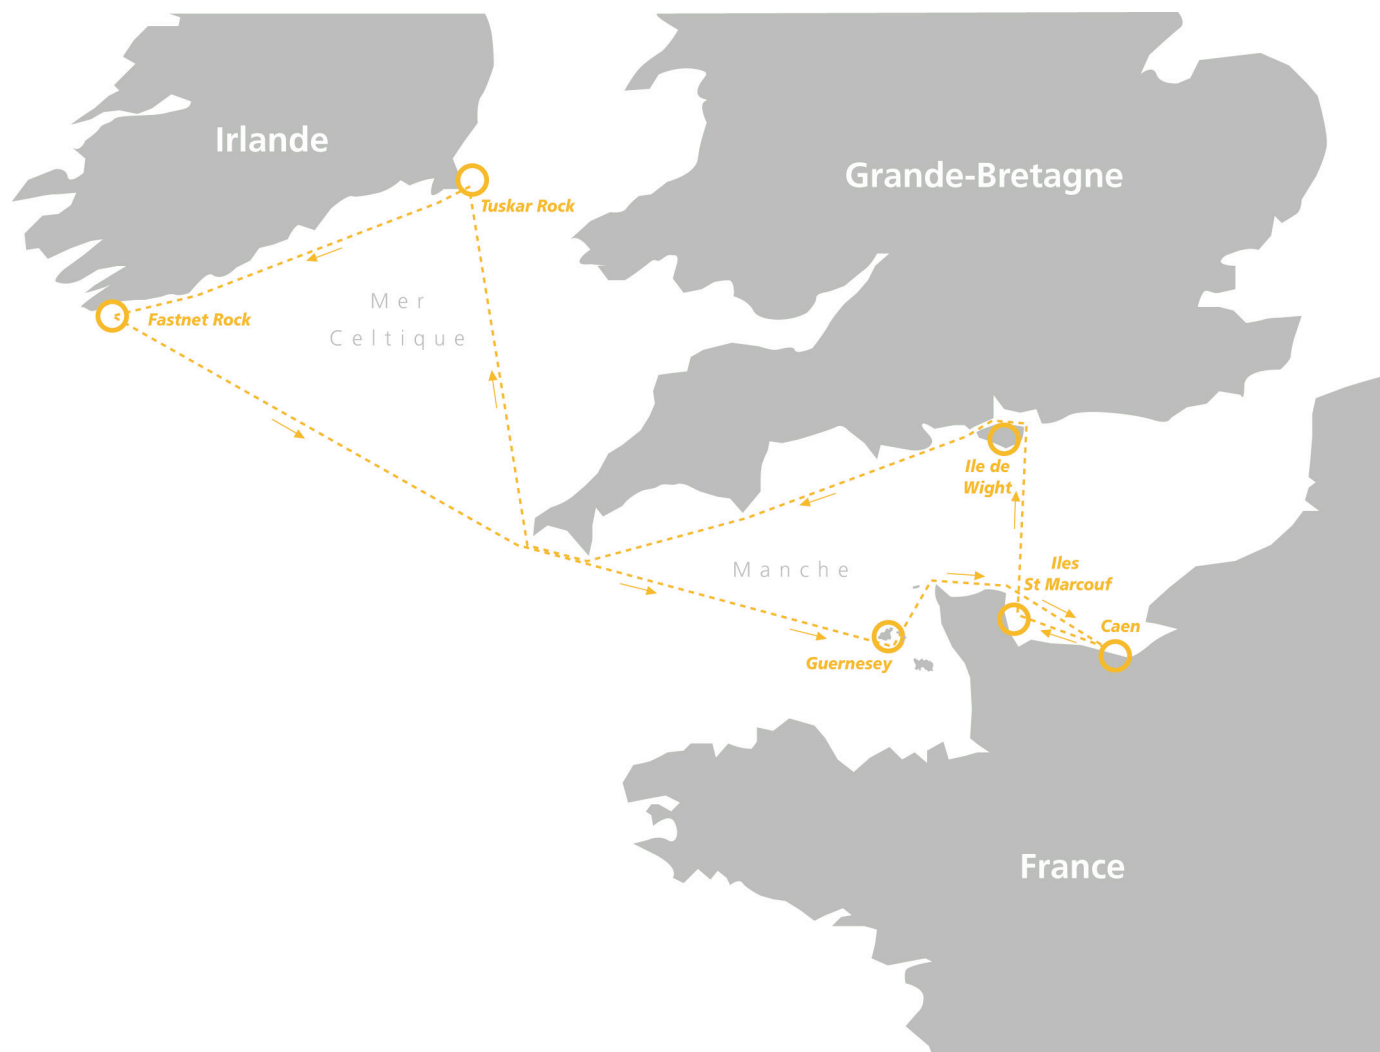 Irlande
Grande-Bretagne
Tuskar Rock
Mer
Celtique
Fastnet Rock
Ile de
Wight
Manche
Iles
St Marcouf
Caen
Guernesey
France